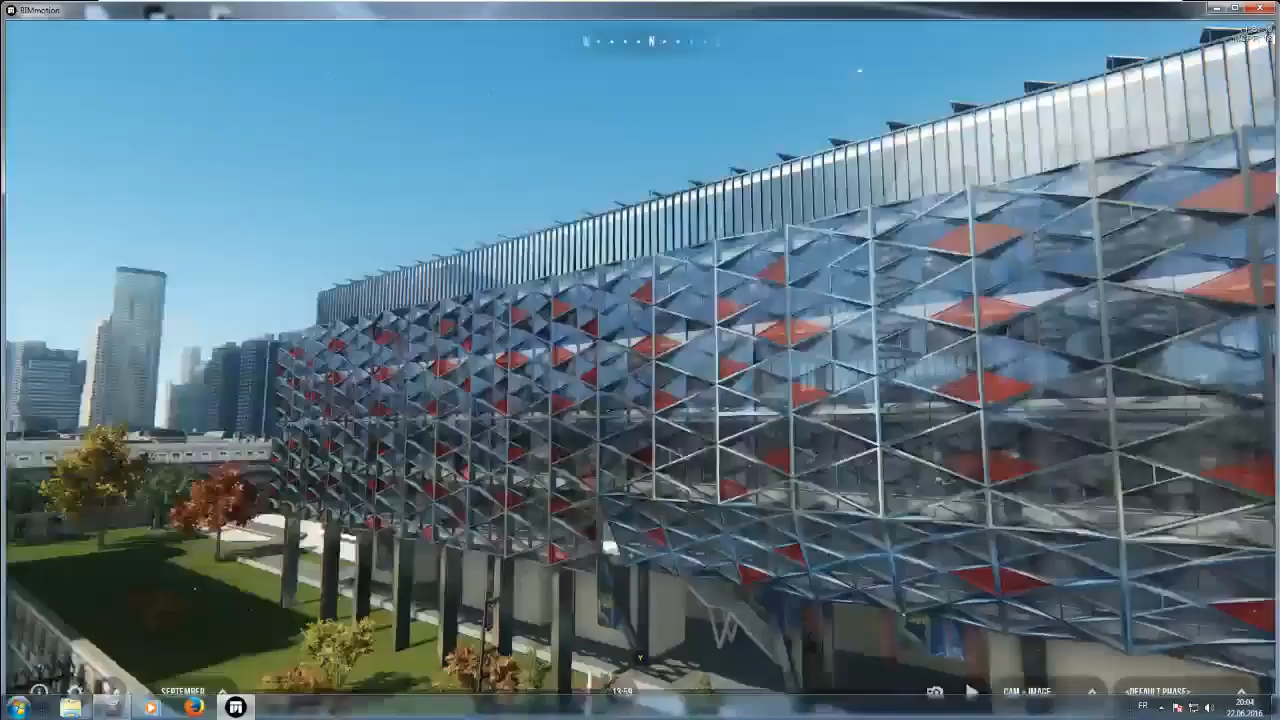 BIMmotion
N
SEPTEMBER
13:59
CAM > IMAGE
<DEFAULT PHASE>
FR
20:04
22.06.2016